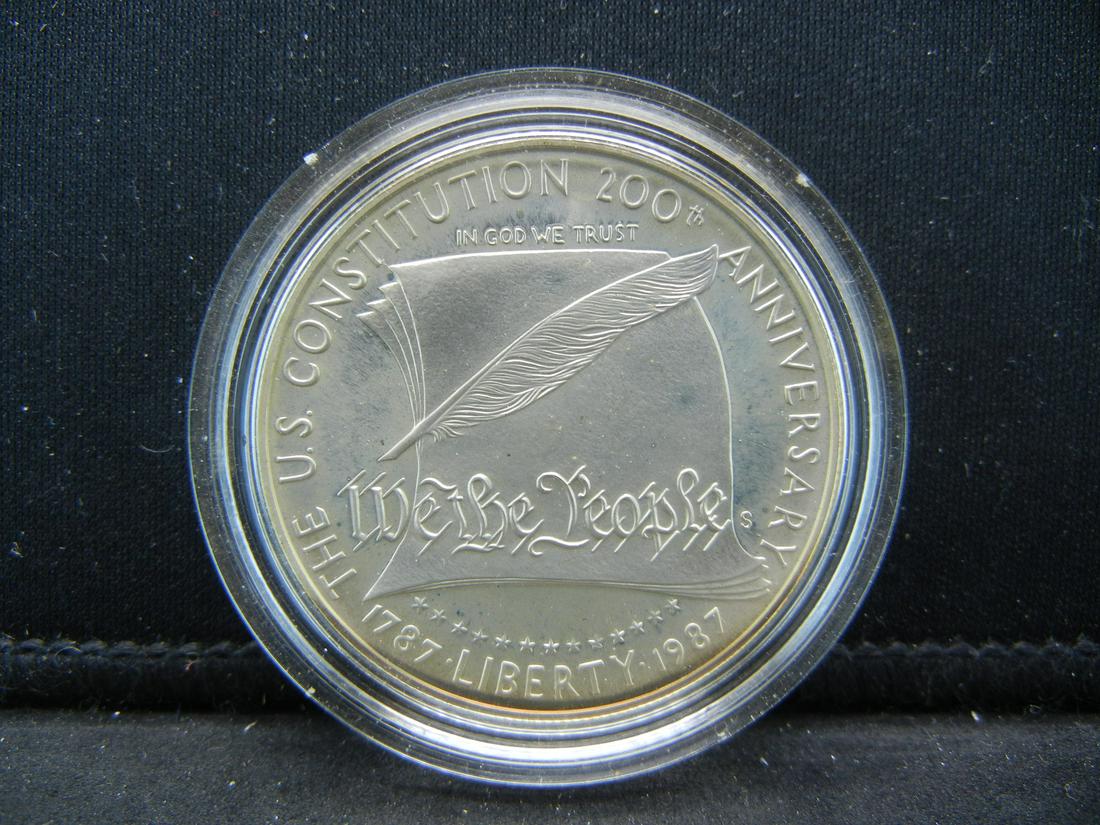 THE U.S. CONSTITUTION 200th ANNIVERSARY
IN GOD WE TRUST
We the People
S
1787 · LIBERTY · 1987